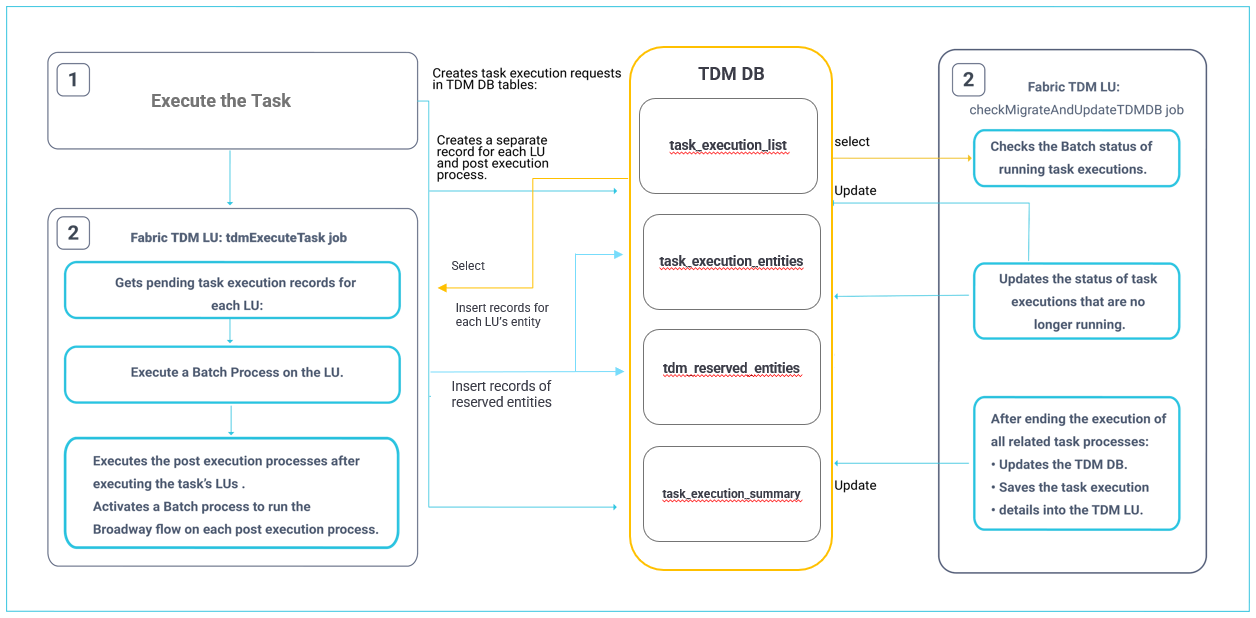 1
Execute the Task
2
Fabric TDM LU: tdmExecuteTask job
Gets pending task execution records for
each LU:
Execute a Batch Process on the LU.
Executes the post execution processes after
executing the task's LUs .
Activates a Batch process to run the
Broadway flow on each post execution process.
Creates task execution requests
in TDM DB tables:
Creates a separate
record for each LU
and post execution
process.
Select
Insert records for
each LU's entity
Insert records of
reserved entities
TDM DB
task_execution_list
task_execution_entities
tdm_reserved_entities
task_execution_summary
select
Update
Update
2
Fabric TDM LU:
checkMigrateAndUpdateTDMDB job
Checks the Batch status of
running task executions.
Updates the status of task
executions that are no
longer running.
After ending the execution of
all related task processes:
• Updates the TDM DB.
• Saves the task execution
• details into the TDM LU.